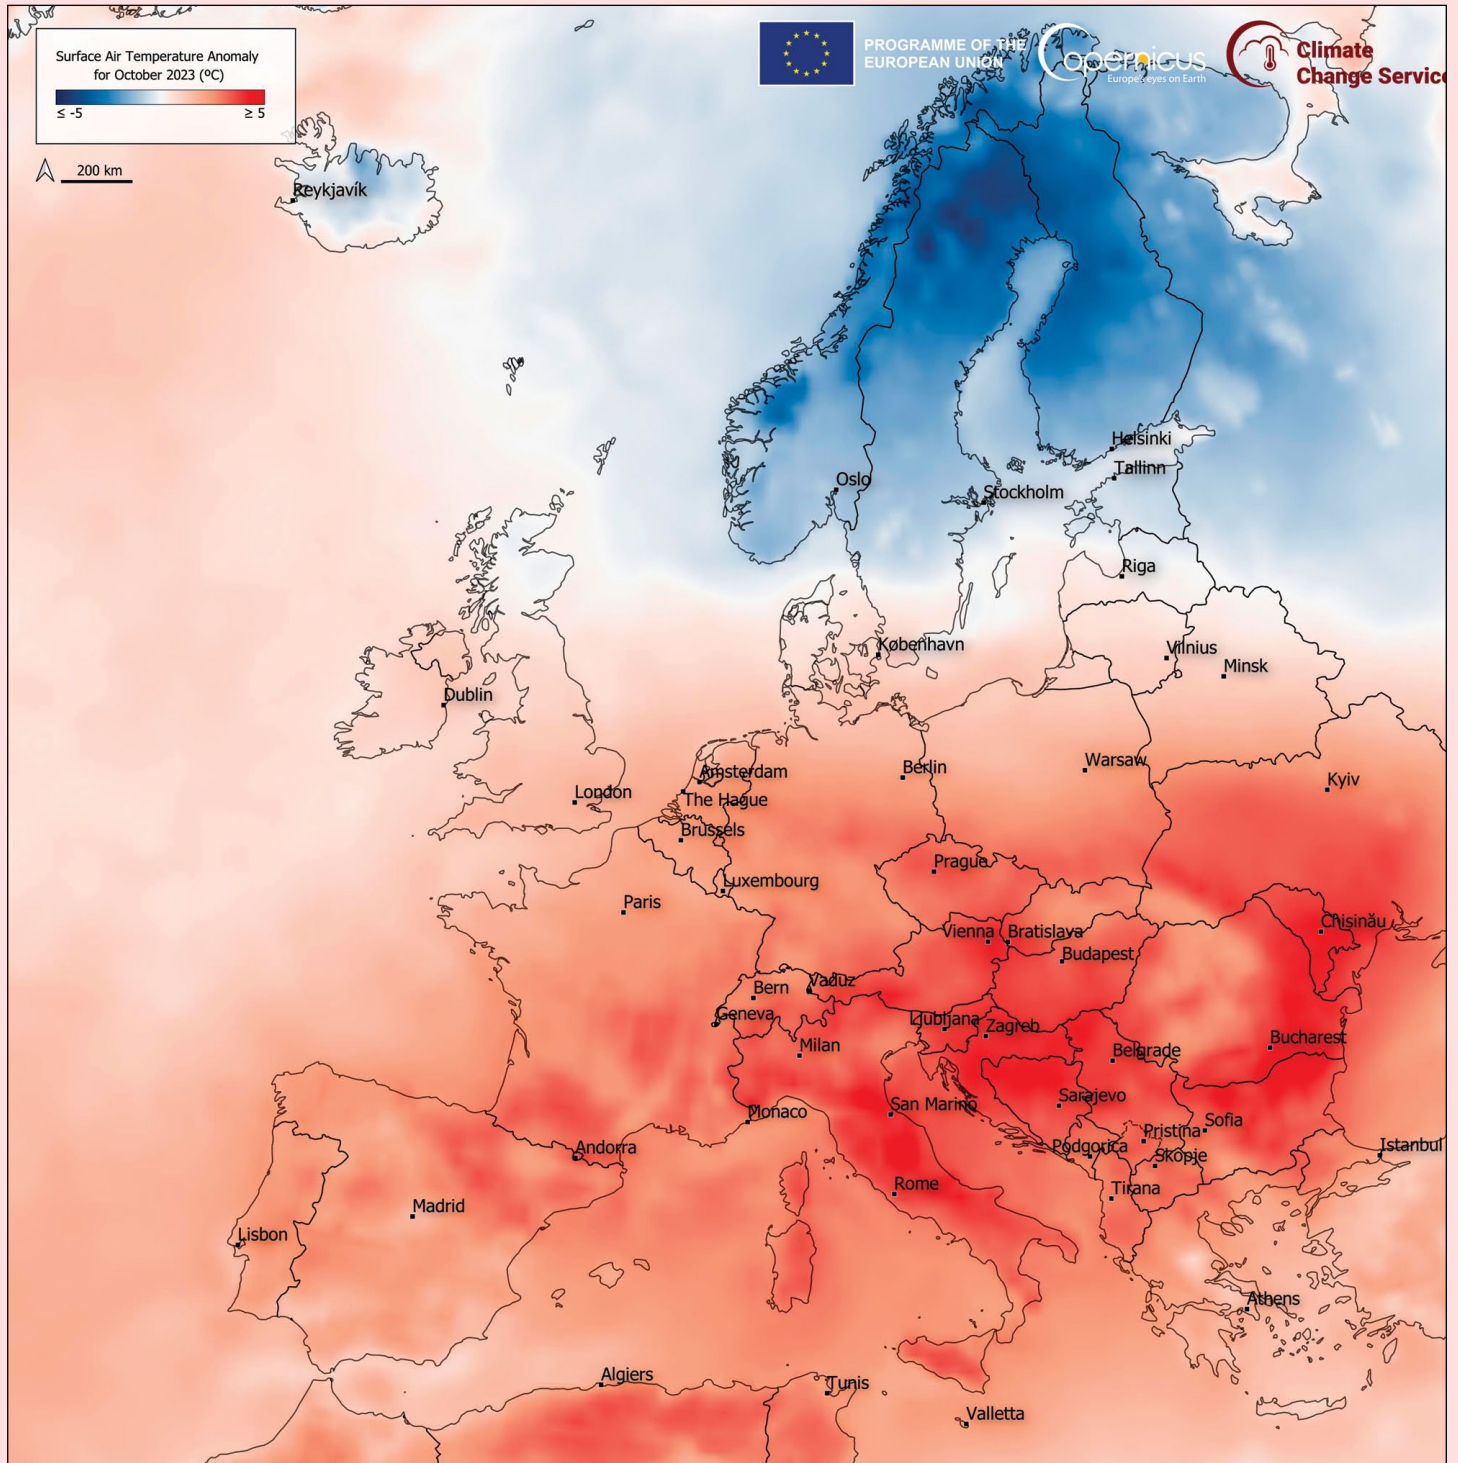 Surface Air Temperature Anomaly
for October 2023 (ºC)
≤ -5
≥ 5
200 km
PROGRAMME OF THE
EUROPEAN UNION
opernicus
Europe's eyes on Earth
Climate
Change Service
Reykjavík
Helsinki
Tallinn
Oslo
Stockholm
Riga
København
Vilnius
Minsk
Dublin
Amsterdam
Berlin
Warsaw
Kyiv
London
The Hague
Brussels
Prague
Luxembourg
Paris
Chisinău
Vienna
Bratislava
Budapest
Bern
Vaduz
Geneva
Ljubljana
Zagreb
Milan
Belgrade
Bucharest
Sarajevo
San Marino
Monaco
Sofia
Pristina
Podgorica
Skopje
Istanbul
Andorra
Rome
Tirana
Madrid
Lisbon
Athens
Algiers
Tunis
Valletta